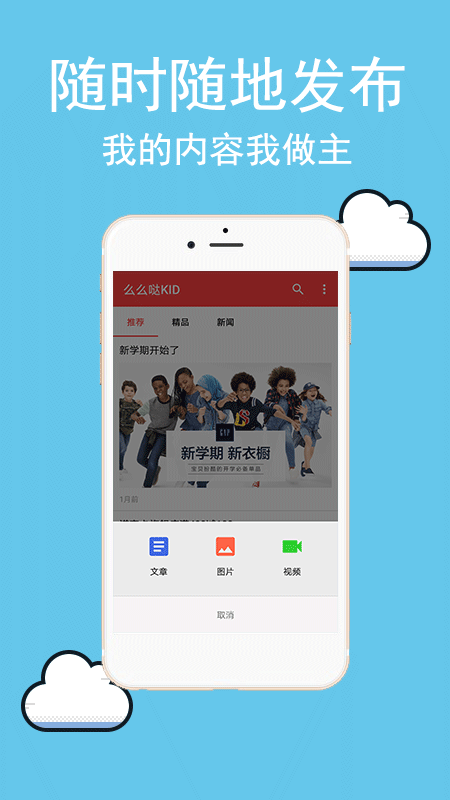 随时随地发布
我的内容我做主
么么哒KID
推荐 精品 新闻
新学期开始了
GAP
新学期 新衣橱
宝贝扮酷的开学必备单品
1月前
文章 图片 视频
取消